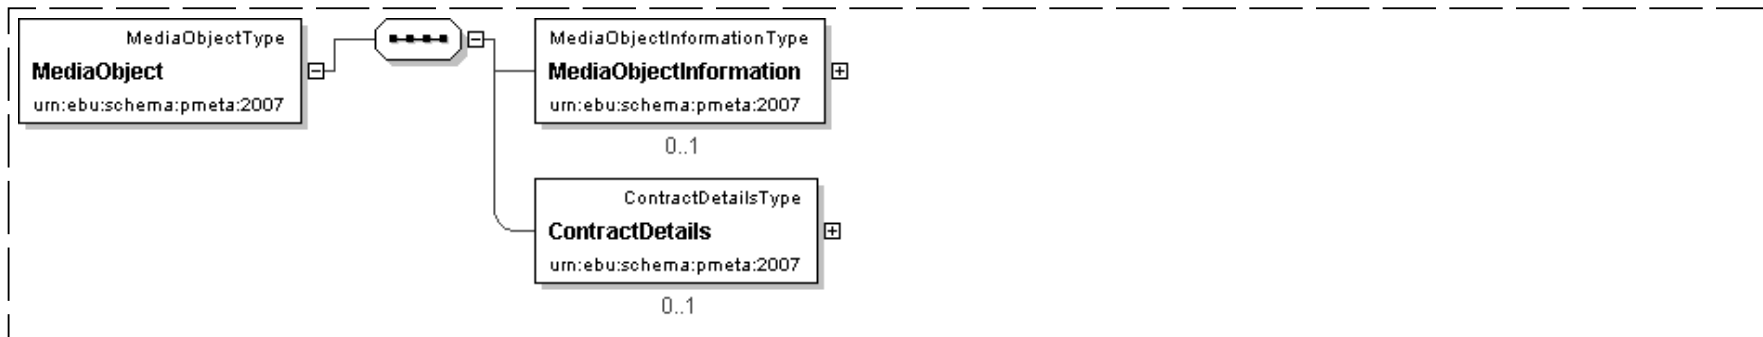 MediaObjectType
MediaObject
urn:ebu:schema:pmeta:2007
MediaObjectInformationType
MediaObjectInformation
urn:ebu:schema:pmeta:2007
0..1
ContractDetailsType
ContractDetails
urn:ebu:schema:pmeta:2007
0..1